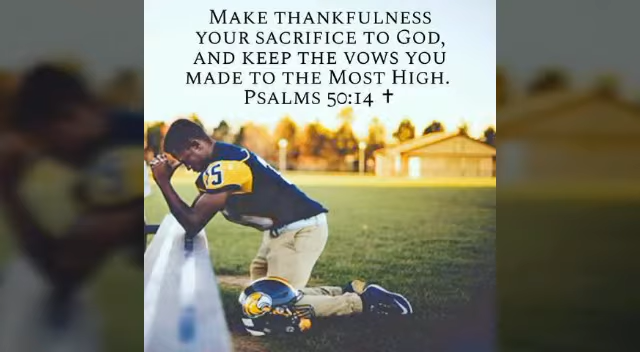 Make thankfulness
your sacrifice to God,
and keep the vows you
made to the Most High.
Psalms 50:14 ✝
15